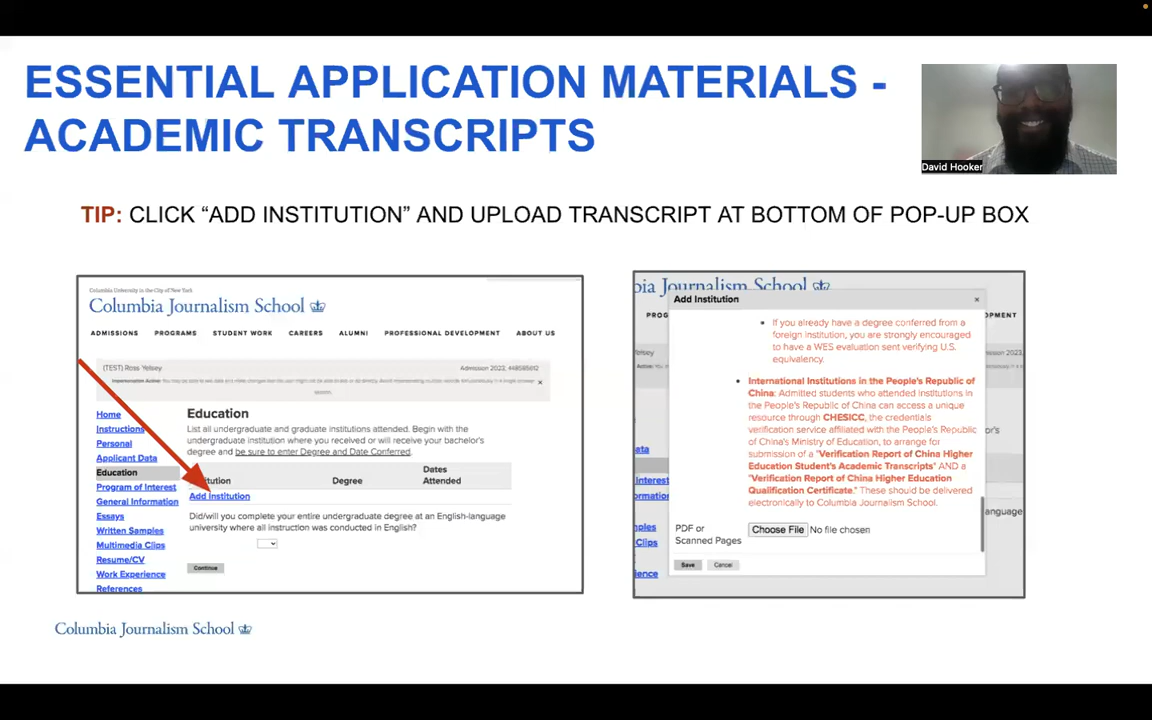 ESSENTIAL APPLICATION MATERIALS -
ACADEMIC TRANSCRIPTS
David Hooker
TIP: CLICK “ADD INSTITUTION” AND UPLOAD TRANSCRIPT AT BOTTOM OF POP-UP BOX
Columbia University in the City of New York
Columbia Journalism School
ADMISSIONS PROGRAMS STUDENT WORK CAREERS ALUMNI PROFESSIONAL DEVELOPMENT ABOUT US
(TEST) Ross Yelsey
Admission 2023, 448585612
Home
Instructions
Personal
Applicant Data
Education
Program of Interest
General Information
Essays
Written Samples
Multimedia Clips
Resume/CV
Work Experience
References
Education
List all undergraduate and graduate institutions attended. Begin with the
undergraduate institution where you received or will receive your bachelor's
degree and be sure to enter Degree and Date Conferred.
Degree
Dates
Attended
Add Institution
Did/will you complete your entire undergraduate degree at an English-language
university where all instruction was conducted in English?
Continue
bia Journalism School
Add Institution
×
If you already have a degree conferred from a
foreign institution, you are strongly encouraged
to have a WES evaluation sent verifying U.S.
equivalency.
International Institutions in the People's Republic of
China: Admitted students who attended institutions in
the People's Republic of China can access a unique
resource through CHESICC, the credentials
verification service affiliated with the People's Republic
of China's Ministry of Education, to arrange for
submission of a "Verification Report of China Higher
Education Student's Academic Transcripts" AND a
"Verification Report of China Higher Education
Qualification Certificate." These should be delivered
electronically to Columbia Journalism School.
PDF or
Scanned Pages
Choose File No file chosen
Save Cancel
Columbia Journalism School